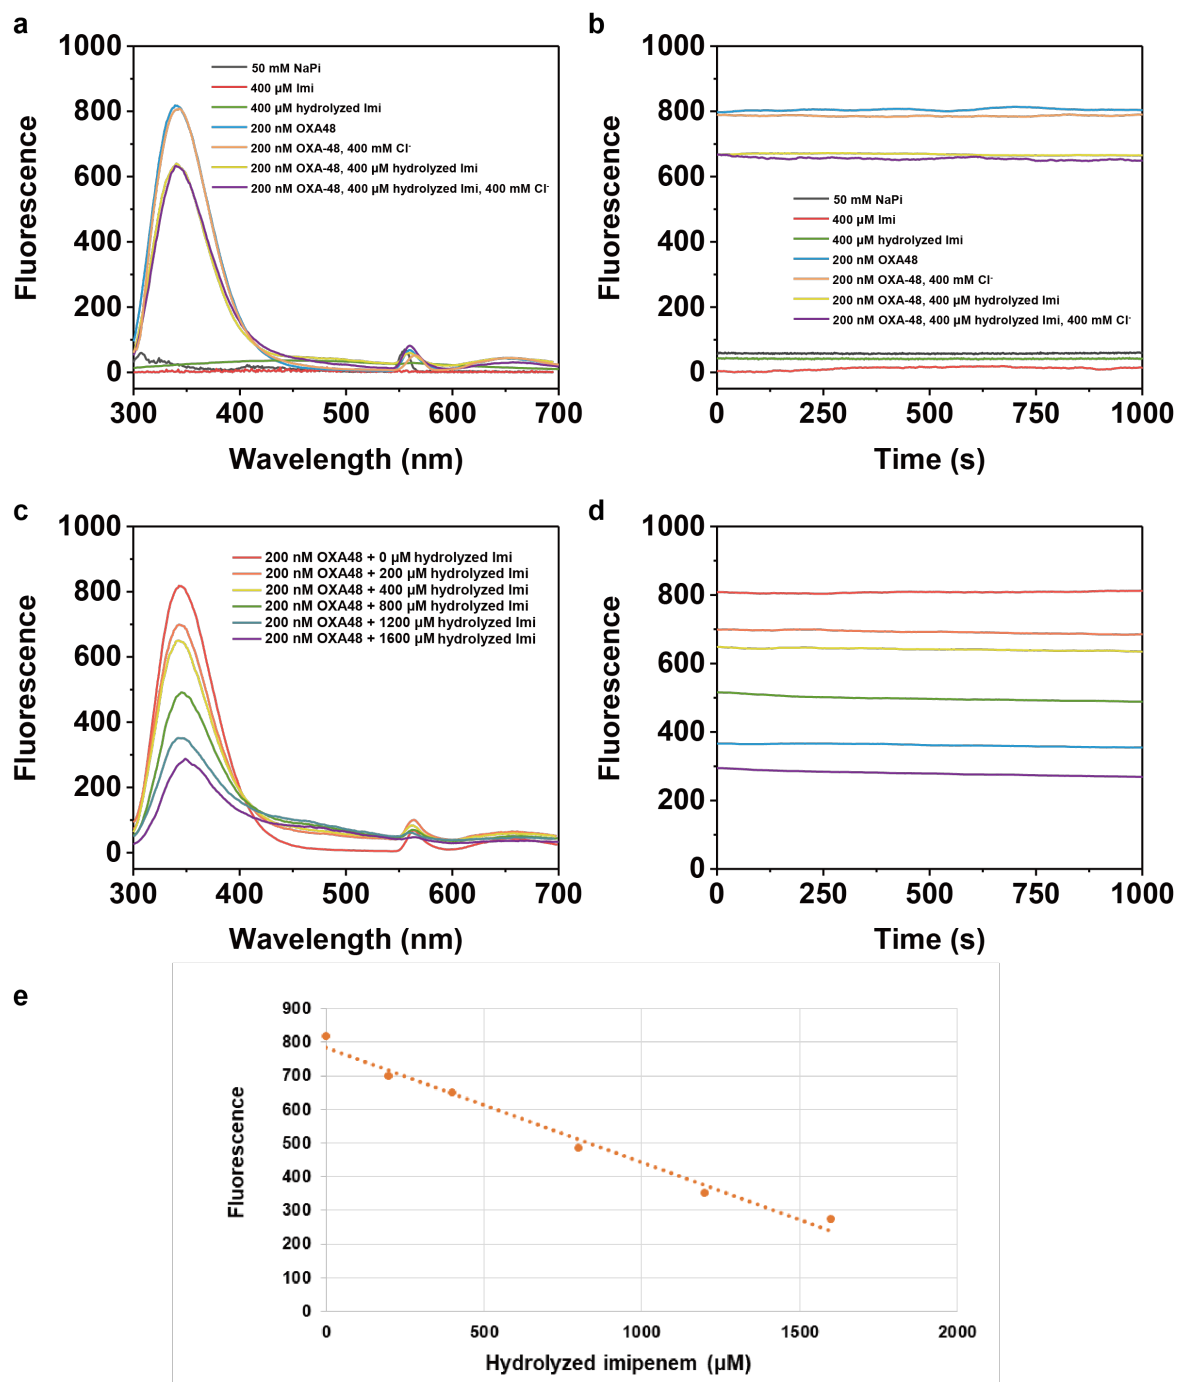 a
1000
800
600
400
200
0
Fluorescence
50 mM NaPi
400 µM Imi
400 µM hydrolyzed Imi
200 nM OXA48
200 nM OXA-48, 400 mM Cl-
200 nM OXA-48, 400 µM hydrolyzed Imi
200 nM OXA-48, 400 µM hydrolyzed Imi, 400 mM Cl-
300 400 500 600 700
Wavelength (nm)
b
1000
800
600
400
200
0
Fluorescence
50 mM NaPi
400 µM Imi
400 µM hydrolyzed Imi
200 nM OXA48
200 nM OXA-48, 400 mM Cl-
200 nM OXA-48, 400 µM hydrolyzed Imi
200 nM OXA-48, 400 µM hydrolyzed Imi, 400 mM Cl-
0 250 500 750 1000
Time (s)
c
1000
800
600
400
200
0
Fluorescence
200 nM OXA48 + 0 µM hydrolyzed Imi
200 nM OXA48 + 200 µM hydrolyzed Imi
200 nM OXA48 + 400 µM hydrolyzed Imi
200 nM OXA48 + 800 µM hydrolyzed Imi
200 nM OXA48 + 1200 µM hydrolyzed Imi
200 nM OXA48 + 1600 µM hydrolyzed Imi
300 400 500 600 700
Wavelength (nm)
d
1000
800
600
400
200
0
Fluorescence
0 250 500 750 1000
Time (s)
e
900
800
700
600
500
400
300
200
100
0
Fluorescence
0 500 1000 1500 2000
Hydrolyzed imipenem (µM)